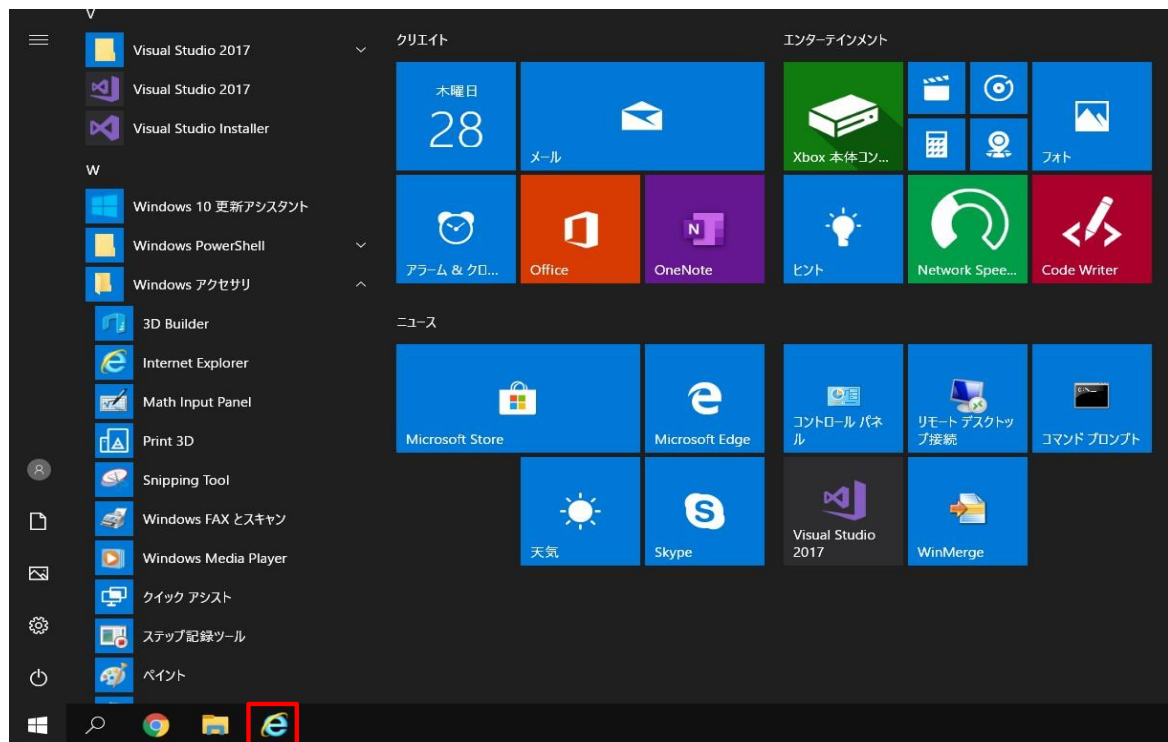 V
Visual Studio 2017
Visual Studio 2017
Visual Studio Installer
W
Windows 10 更新アシスタント
Windows PowerShell
Windows アクセサリ
3D Builder
Internet Explorer
Math Input Panel
Print 3D
Snipping Tool
Windows FAX とスキャン
Windows Media Player
クイック アシスト
ステップ記録ツール
ペイント
クリエイト
木曜日
28
メール
アラーム & クロ...
Office
OneNote
エンターテインメント
Xbox 本体コン...
フォト
ヒント
Network Spee...
Code Writer
ニュース
Microsoft Store
Microsoft Edge
天気
Skype
コントロール パネ
ル
リモート デスクトッ
プ接続
コマンド プロンプト
Visual Studio
2017
WinMerge